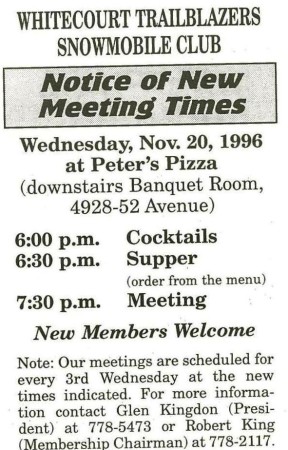 WHITECOURT TRAILBLAZERS
SNOWMOBILE CLUB
Notice of New
Meeting Times
Wednesday, Nov. 20, 1996
at Peter's Pizza
(downstairs Banquet Room,
4928-52 Avenue)
6:00 p.m. Cocktails
6:30 p.m. Supper
(order from the menu)
7:30 p.m. Meeting
New Members Welcome
Note: Our meetings are scheduled for
every 3rd Wednesday at the new
times indicated. For more informa-
tion contact Glen Kingdon (Presi-
dent) at 778-5473 or Robert King
(Membership Chairman) at 778-2117.